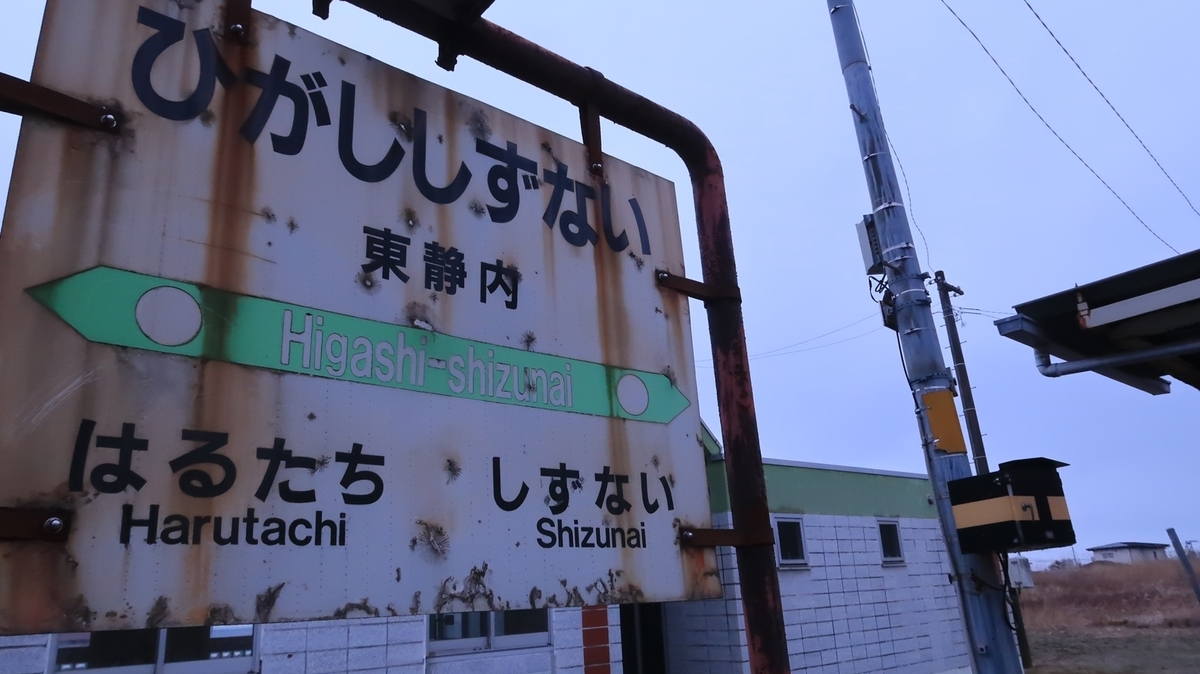 ひがししずない
東静内
Higashi-shizunai
はるたち しずない
Harutachi Shizunai